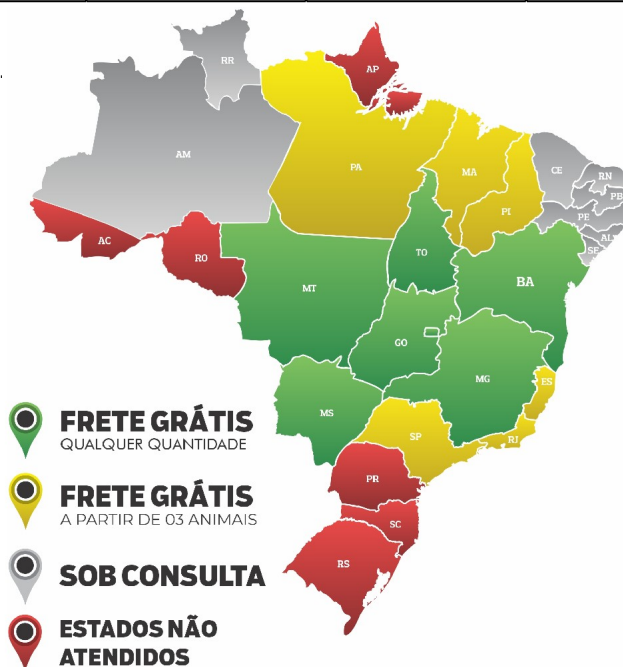 RR
AP
AM
PA
MA
CE
RN
PB
PI
PE
AL
SE
AC
RO
TO
BA
MT
GO
MG
ES
MS
SP
RJ
PR
SC
RS
FRETE GRÁTIS
QUALQUER QUANTIDADE
FRETE GRÁTIS
A PARTIR DE 03 ANIMAIS
SOB CONSULTA
ESTADOS NÃO
ATENDIDOS